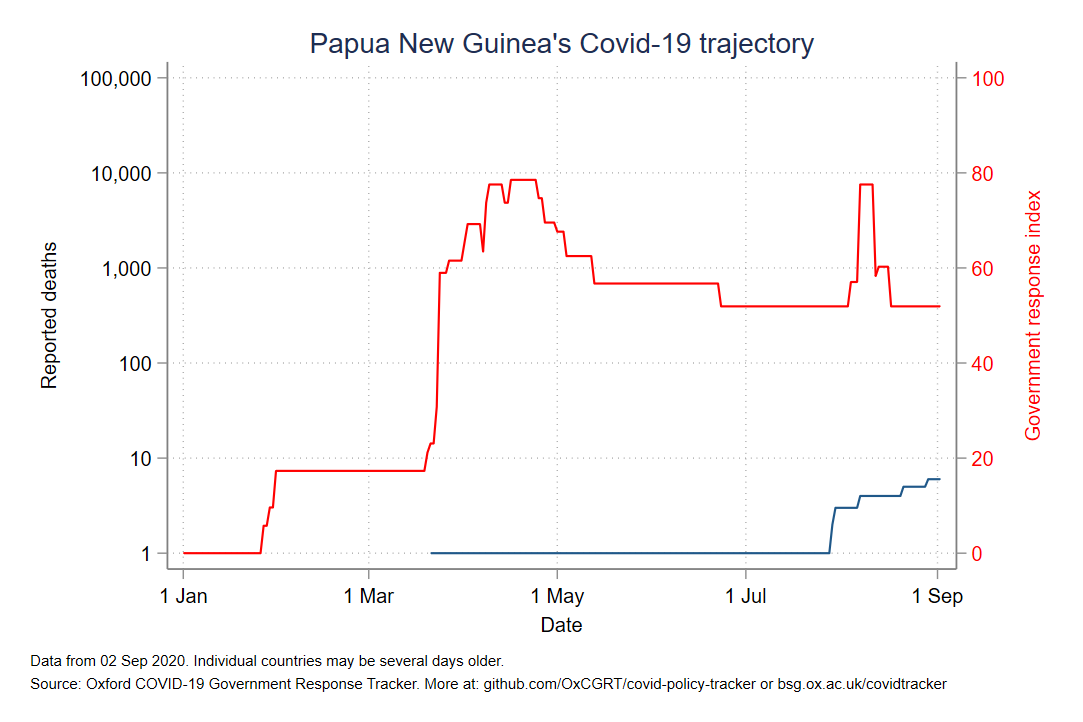 Papua New Guinea's Covid-19 trajectory
100,000
10,000
1,000
100
10
1
Reported deaths
100
80
60
40
20
0
Government response index
1 Jan
1 Mar
1 May
1 Jul
1 Sep
Date
Data from 02 Sep 2020. Individual countries may be several days older.
Source: Oxford COVID-19 Government Response Tracker. More at: github.com/OxCGRT/covid-policy-tracker or bsg.ox.ac.uk/covidtracker